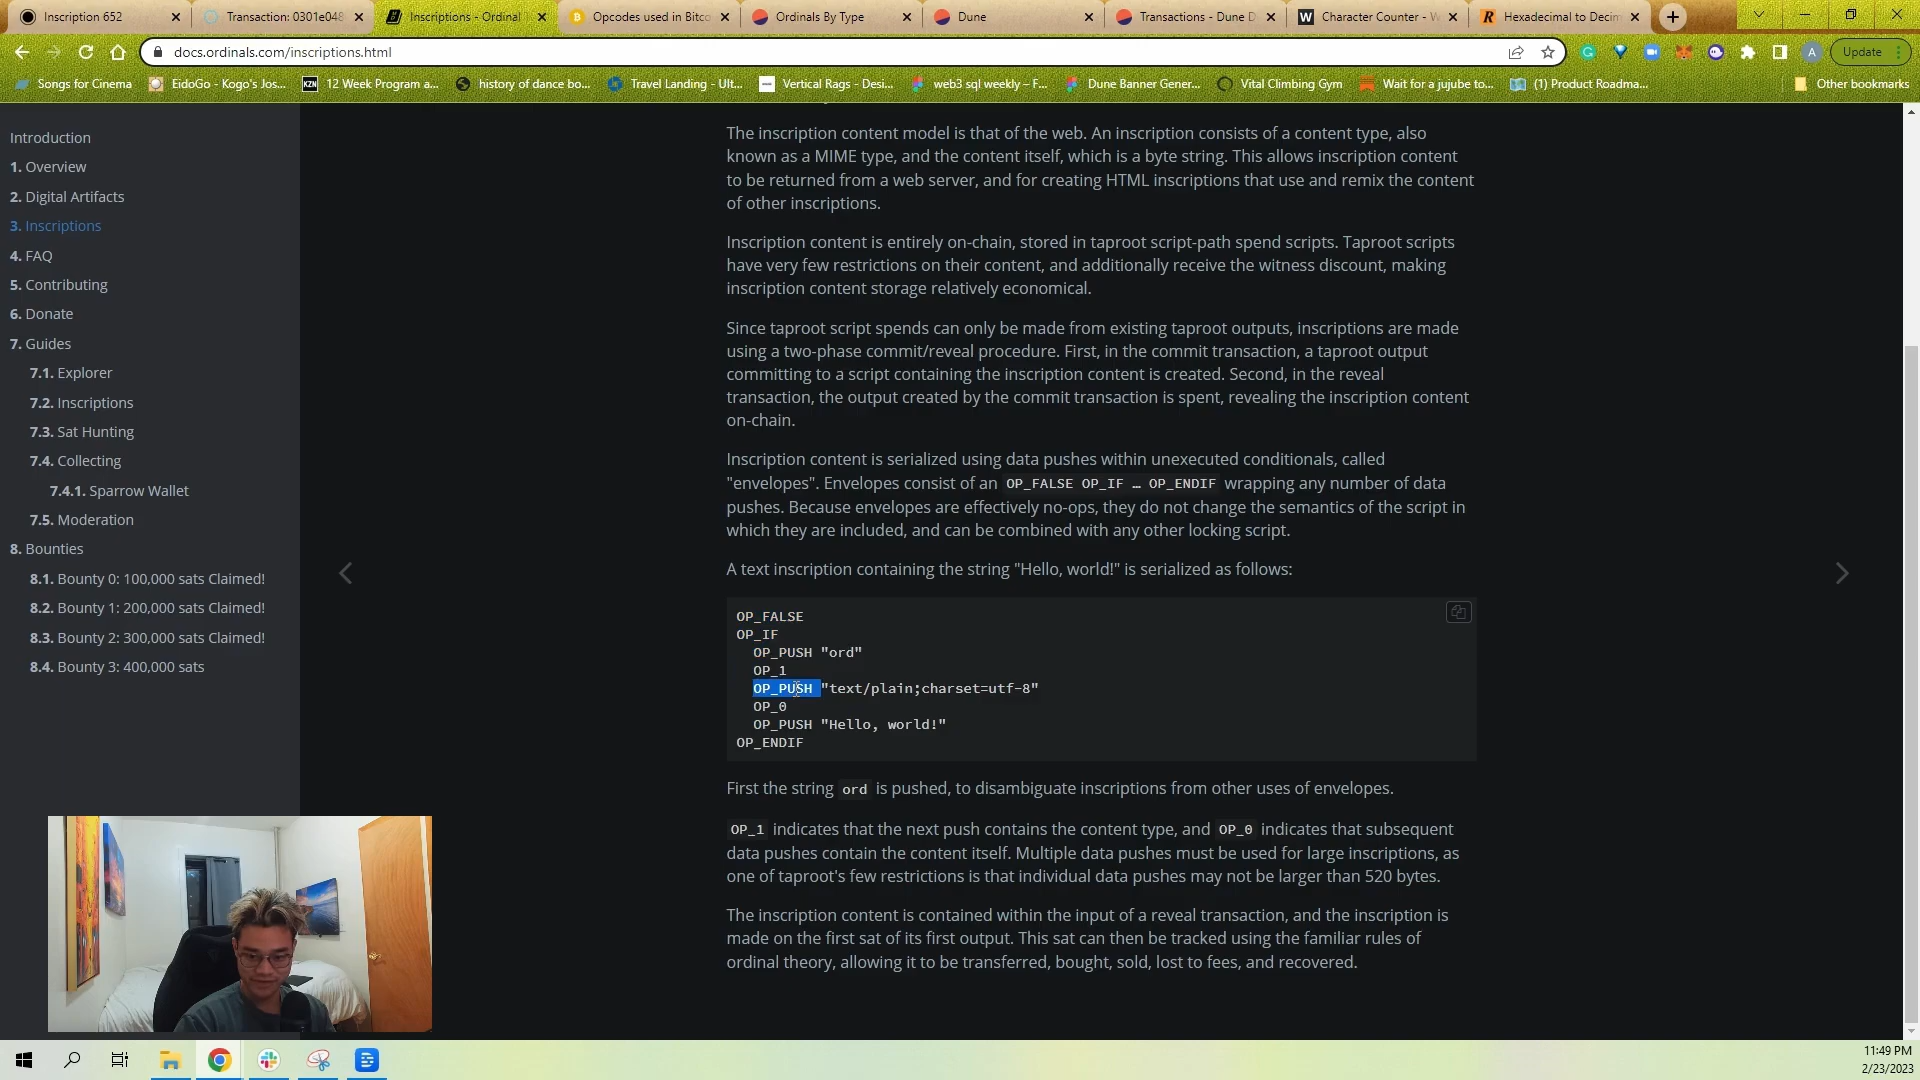 Inscription 652
Transaction: 0301e048
Inscriptions - Ordinal
Opcodes used in Bitco
Ordinals By Type
Dune
Transactions - Dune D
Character Counter - W
Hexadecimal to Decim
docs.ordinals.com/inscriptions.html
Update
Songs for Cinema
EidoGo - Kogo's Jos...
12 Week Program a...
history of dance bo...
Travel Landing - Ult...
Vertical Rags - Desi...
web3 sql weekly – F...
Dune Banner Gener...
Vital Climbing Gym
Wait for a jujube to...
(1) Product Roadma...
Other bookmarks
Introduction
1. Overview
2. Digital Artifacts
3. Inscriptions
4. FAQ
5. Contributing
6. Donate
7. Guides
7.1. Explorer
7.2. Inscriptions
7.3. Sat Hunting
7.4. Collecting
7.4.1. Sparrow Wallet
7.5. Moderation
8. Bounties
8.1. Bounty 0: 100,000 sats Claimed!
8.2. Bounty 1: 200,000 sats Claimed!
8.3. Bounty 2: 300,000 sats Claimed!
8.4. Bounty 3: 400,000 sats
The inscription content model is that of the web. An inscription consists of a content type, also
known as a MIME type, and the content itself, which is a byte string. This allows inscription content
to be returned from a web server, and for creating HTML inscriptions that use and remix the content
of other inscriptions.
Inscription content is entirely on-chain, stored in taproot script-path spend scripts. Taproot scripts
have very few restrictions on their content, and additionally receive the witness discount, making
inscription content storage relatively economical.
Since taproot script spends can only be made from existing taproot outputs, inscriptions are made
using a two-phase commit/reveal procedure. First, in the commit transaction, a taproot output
committing to a script containing the inscription content is created. Second, in the reveal
transaction, the output created by the commit transaction is spent, revealing the inscription content
on-chain.
Inscription content is serialized using data pushes within unexecuted conditionals, called
"envelopes". Envelopes consist of an OP_FALSE OP_IF … OP_ENDIF wrapping any number of data
pushes. Because envelopes are effectively no-ops, they do not change the semantics of the script in
which they are included, and can be combined with any other locking script.
A text inscription containing the string "Hello, world!" is serialized as follows:
OP_FALSE
OP_IF
OP_PUSH "ord"
OP_1
OP_PUSH "text/plain;charset=utf-8"
OP_0
OP_PUSH "Hello, world!"
OP_ENDIF
First the string ord is pushed, to disambiguate inscriptions from other uses of envelopes.
OP_1 indicates that the next push contains the content type, and OP_0 indicates that subsequent
data pushes contain the content itself. Multiple data pushes must be used for large inscriptions, as
one of taproot's few restrictions is that individual data pushes may not be larger than 520 bytes.
The inscription content is contained within the input of a reveal transaction, and the inscription is
made on the first sat of its first output. This sat can then be tracked using the familiar rules of
ordinal theory, allowing it to be transferred, bought, sold, lost to fees, and recovered.
11:49 PM
2/23/2023